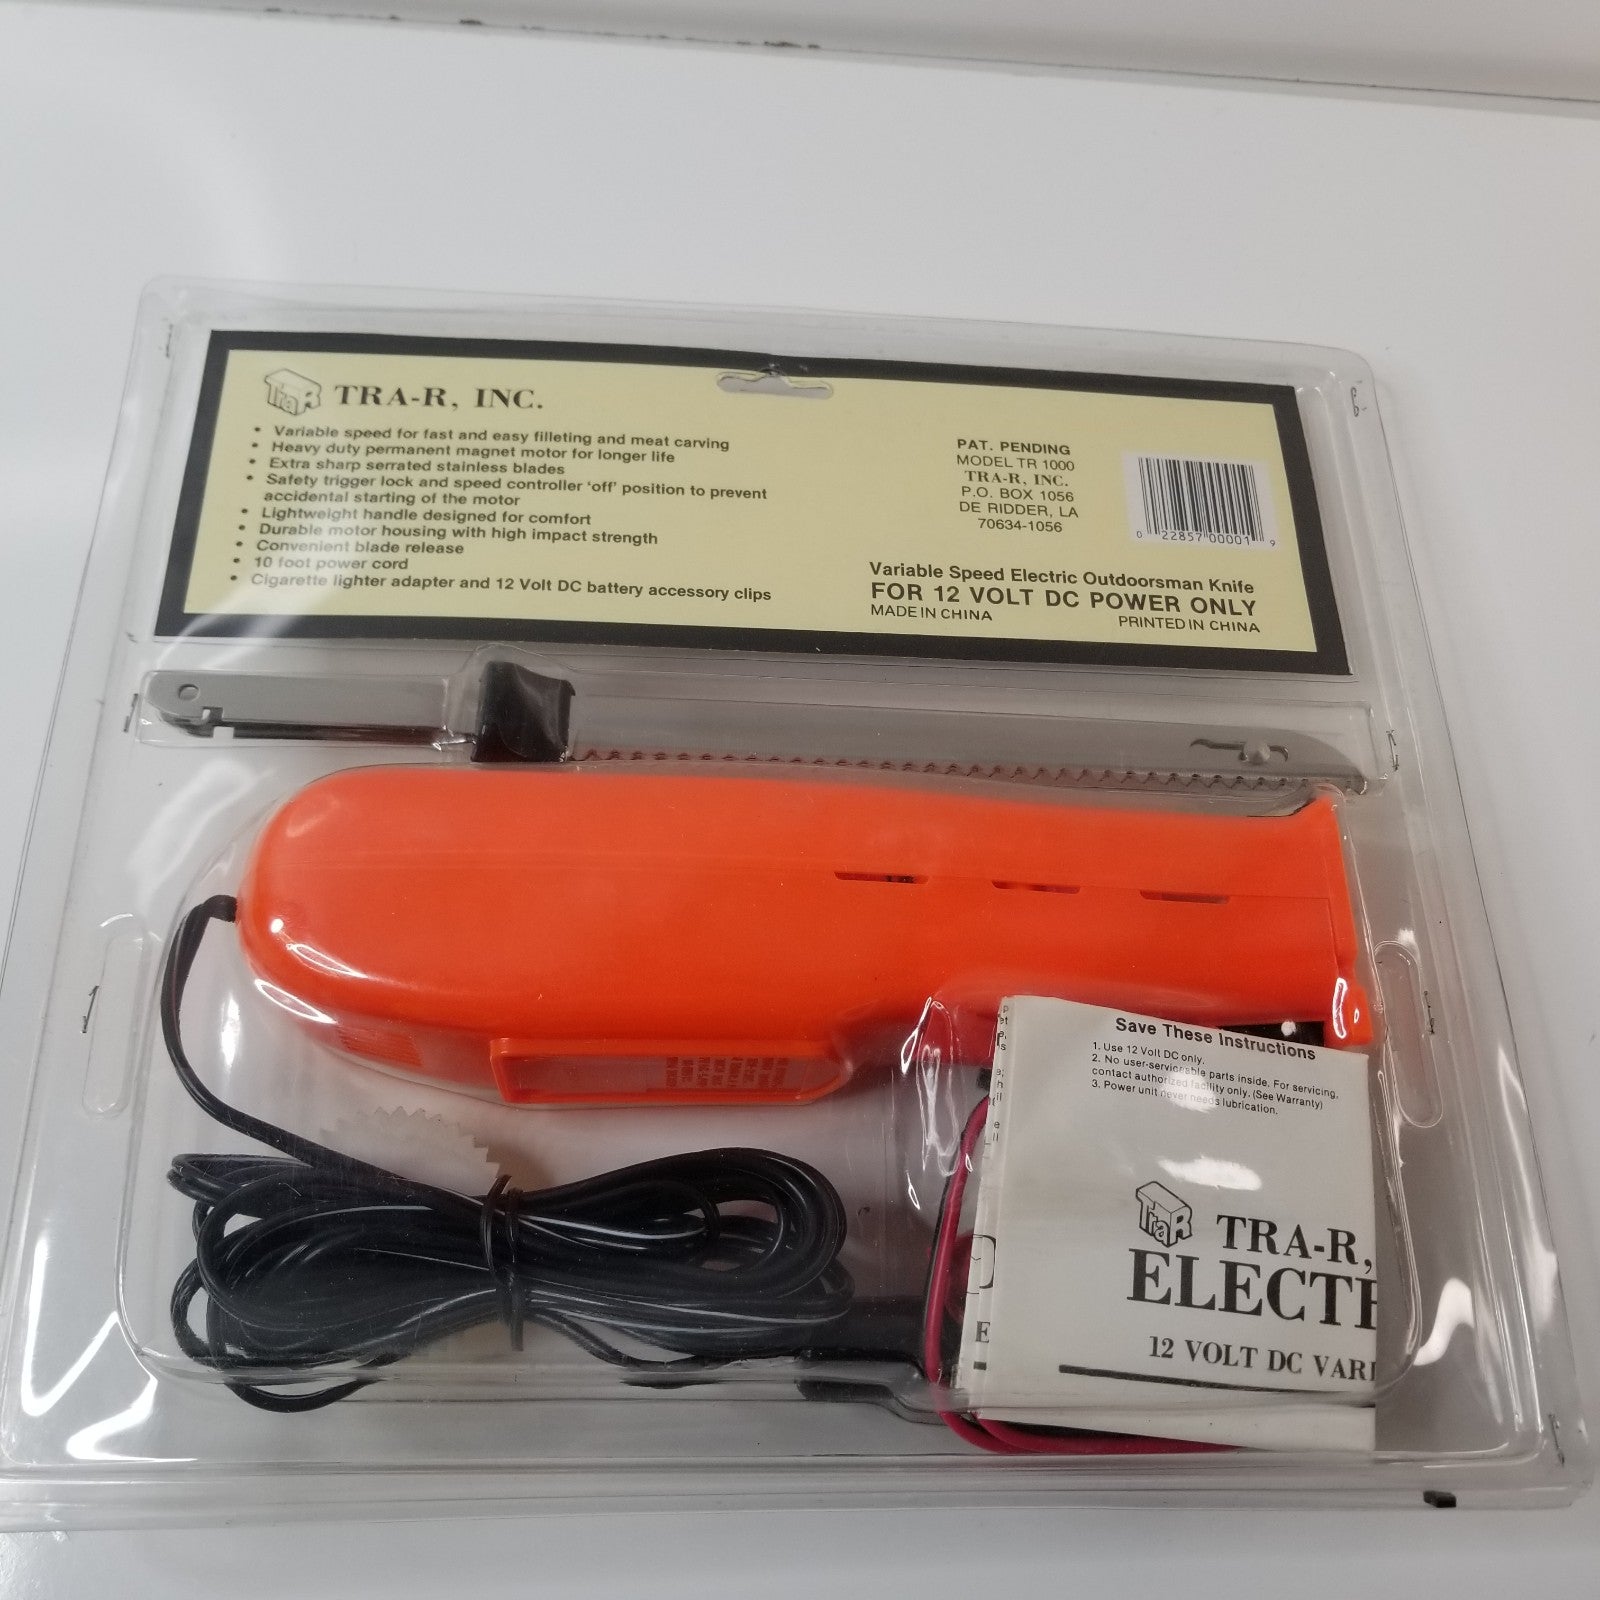 TraR TRA-R, INC.
• Variable speed for fast and easy filleting and meat carving
• Heavy duty permanent magnet motor for longer life
• Extra sharp serrated stainless blades
• Safety trigger lock and speed controller 'off' position to prevent
accidental starting of the motor
• Lightweight handle designed for comfort
• Durable motor housing with high impact strength
• Convenient blade release
• 10 foot power cord
• Cigarette lighter adapter and 12 Volt DC battery accessory clips
PAT. PENDING
MODEL TR 1000
TRA-R, INC.
P.O. BOX 1056
DE RIDDER, LA
70634-1056
0 22857 00001 9
Variable Speed Electric Outdoorsman Knife
FOR 12 VOLT DC POWER ONLY
MADE IN CHINA
PRINTED IN CHINA
Save These Instructions
1. Use 12 Volt DC only.
2. No user-serviceable parts inside. For servicing,
contact authorized facility only. (See Warranty)
3. Power unit never needs lubrication.
TraR TRA-R,
ELECTR
12 VOLT DC VARI